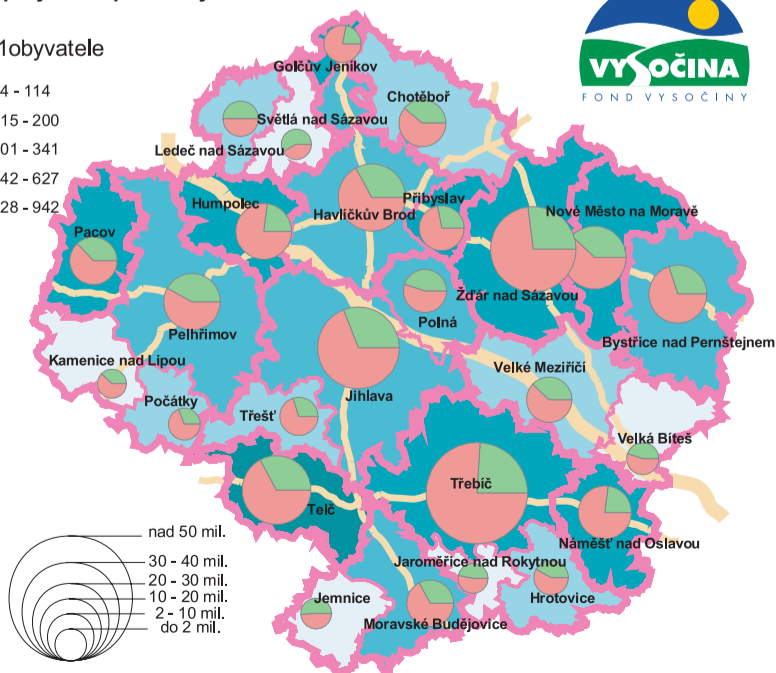 1obyvatele
4 - 114
15 - 200
01 - 341
42 - 627
28 - 942
VYSOČINA
FOND VYSOČINY
Golčův Jeníkov
Chotěboř
Světlá nad Sázavou
Ledeč nad Sázavou
Humpolec
Havlíčkův Brod
Přibyslav
Nové Město na Moravě
Pacov
Žďár nad Sázavou
Polná
Pelhřimov
Bystřice nad Pernštejnem
Kamenice nad Lipou
Velké Meziříčí
Jihlava
Počátky
Třešť
Velká Bíteš
Třebíč
Telč
Náměšť nad Oslavou
Jaroměřice nad Rokytnou
Jemnice
Hrotovice
Moravské Budějovice
nad 50 mil.
30 - 40 mil.
20 - 30 mil.
10 - 20 mil.
2 - 10 mil.
do 2 mil.